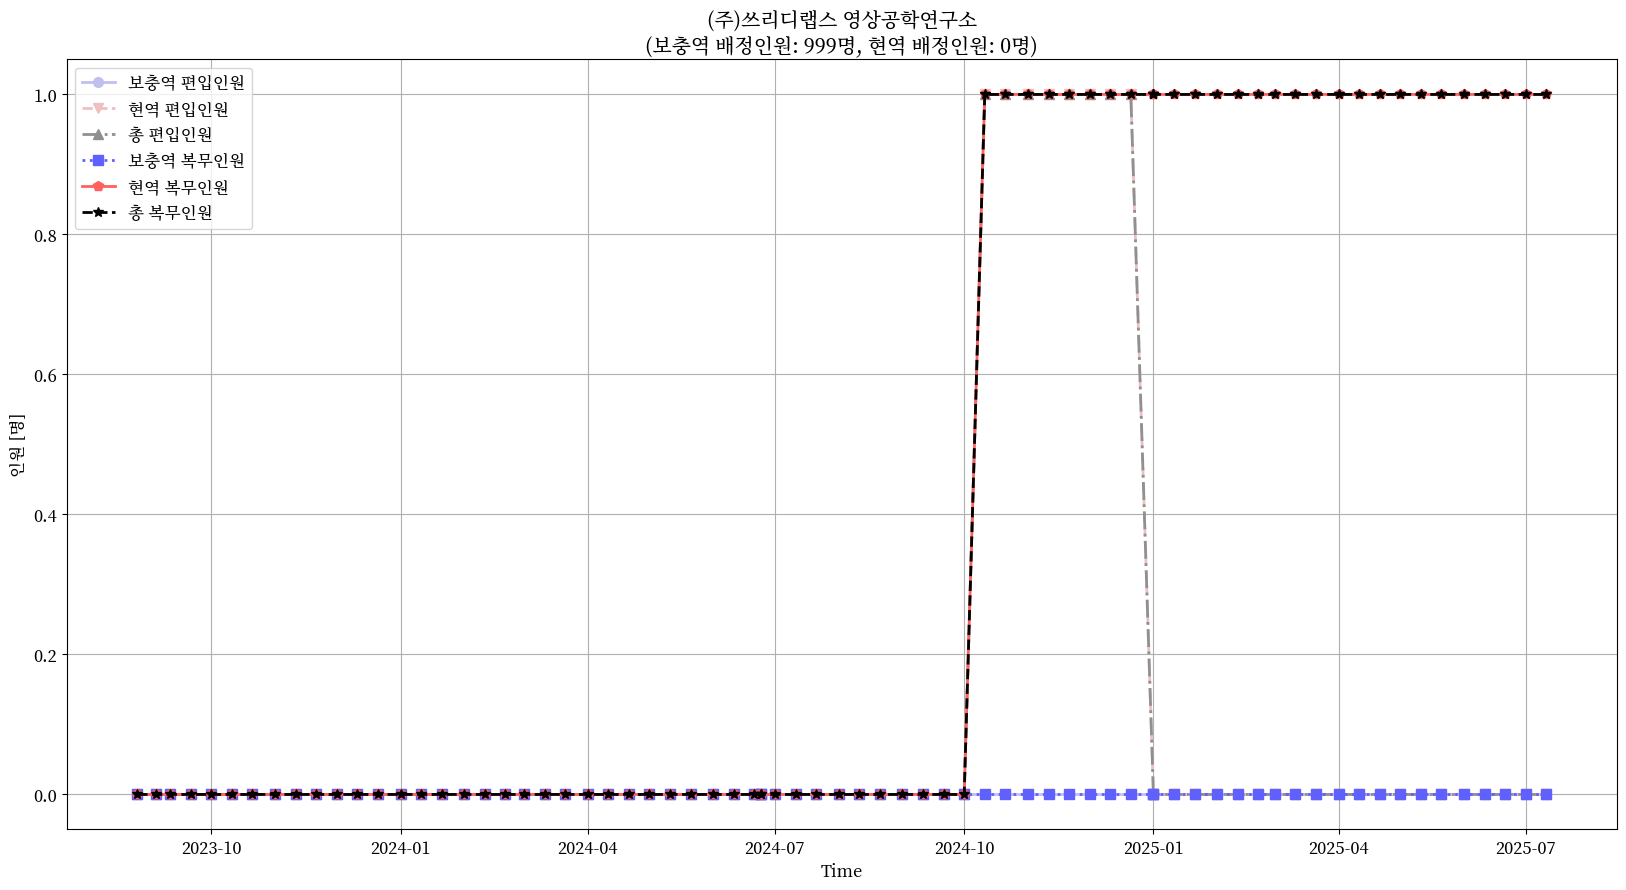 (주)쓰리디랩스 영상공학연구소
(보충역 배정인원: 999명, 현역 배정인원: 0명)
보충역 편입인원
현역 편입인원
총 편입인원
보충역 복무인원
현역 복무인원
총 복무인원
1.0
0.8
0.6
0.4
0.2
0.0
인원 [명]
2023-10
2024-01
2024-04
2024-07
2024-10
2025-01
2025-04
2025-07
Time